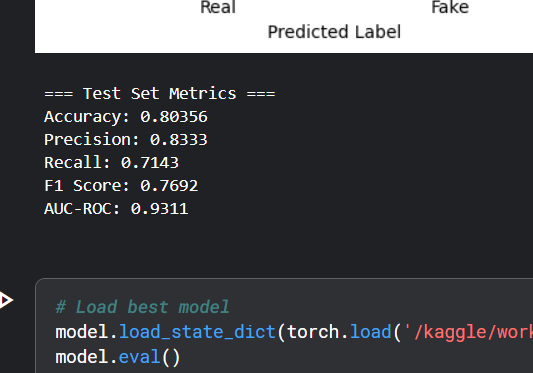 Real Fake
Predicted Label
=== Test Set Metrics ===
Accuracy: 0.80356
Precision: 0.8333
Recall: 0.7143
F1 Score: 0.7692
AUC-ROC: 0.9311
# Load best model
model.load_state_dict(torch.load('/kaggle/work
model.eval()